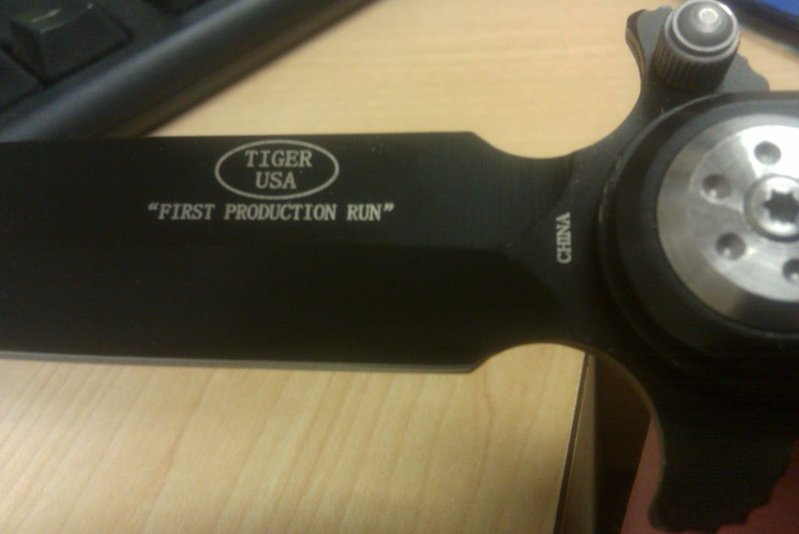 TIGER
USA
“FIRST PRODUCTION RUN”
CHINA